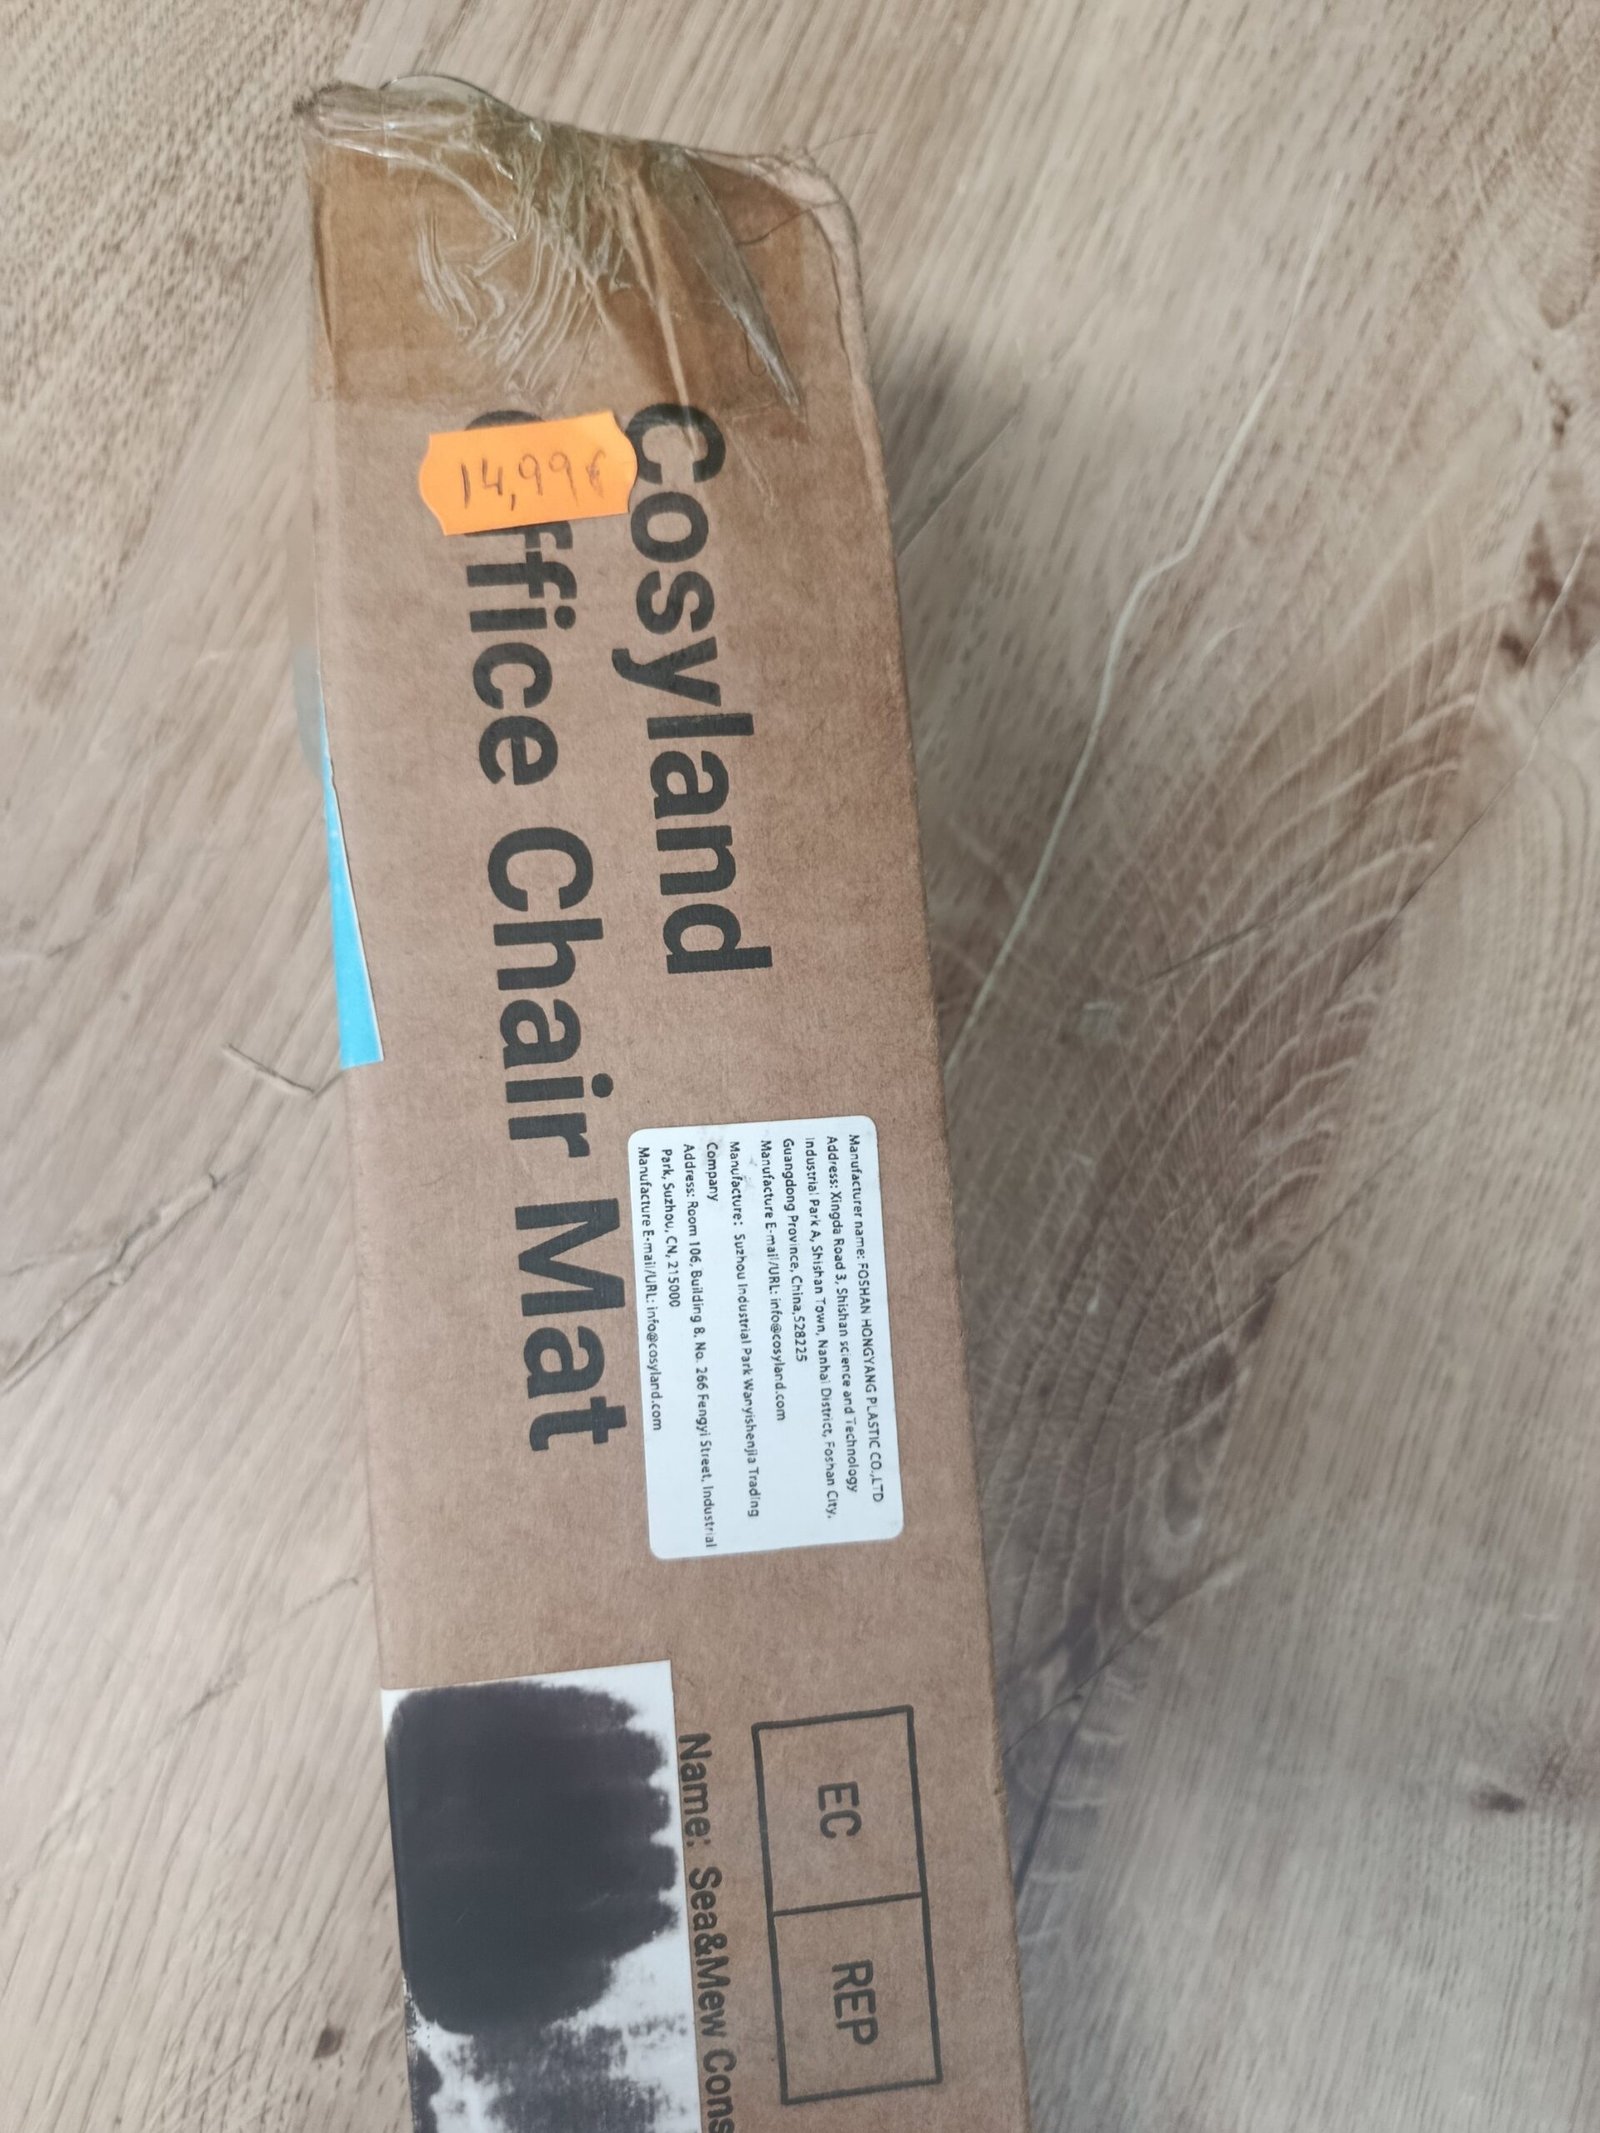 cosyland
Office Chair Mat
14,99€
Manufacturer name: FOSHAN HONGYANG PLASTIC CO.,LTD
Address: Xingda Road 3, Shishan science and Technology
Industrial Park A, Shishan Town, Nanhai District, Foshan City,
Guangdong Province, China,528225
Manufacture E-mail/URL: info@cosyland.com
Manufacture: Suzhou Industrial Park Wanyishenjia Trading
Company
Address: Room 106, Building 8, No. 266 Fengyi Street, Industrial
Park, Suzhou, CN, 215000
Manufacture E-mail/URL: info@cosyland.com
EC REP
Name: Sea&Mew Cons